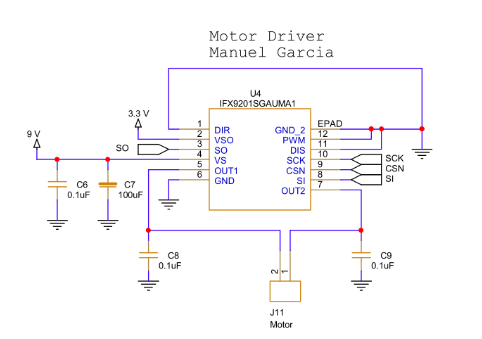 Motor Driver
Manuel Garcia
U4
IFX9201SGAUMA1
3.3 V
9 V
SO
1 DIR
2 VSO
3 SO
4 VS
5 OUT1
6 GND
EPAD GND_2
12 PWM
11 DIS
10 SCK
9 CSN
8 SI
7 OUT2
SCK
CSN
SI
C6
0.1uF
C7
100uF
C8
0.1uF
C9
0.1uF
2 1
J11
Motor